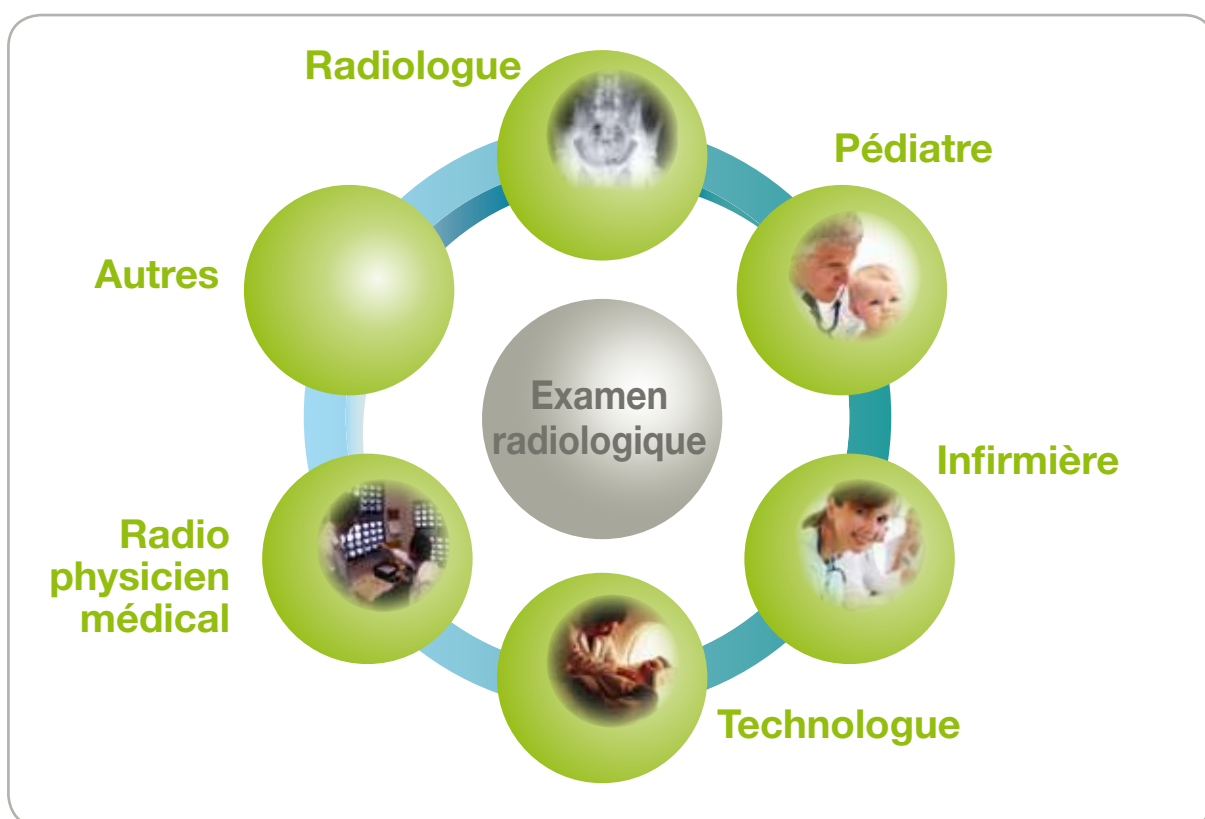 Radiologue
Pédiatre
Autres
Examen
radiologique
Infirmière
Radio
physicien
médical
Technologue